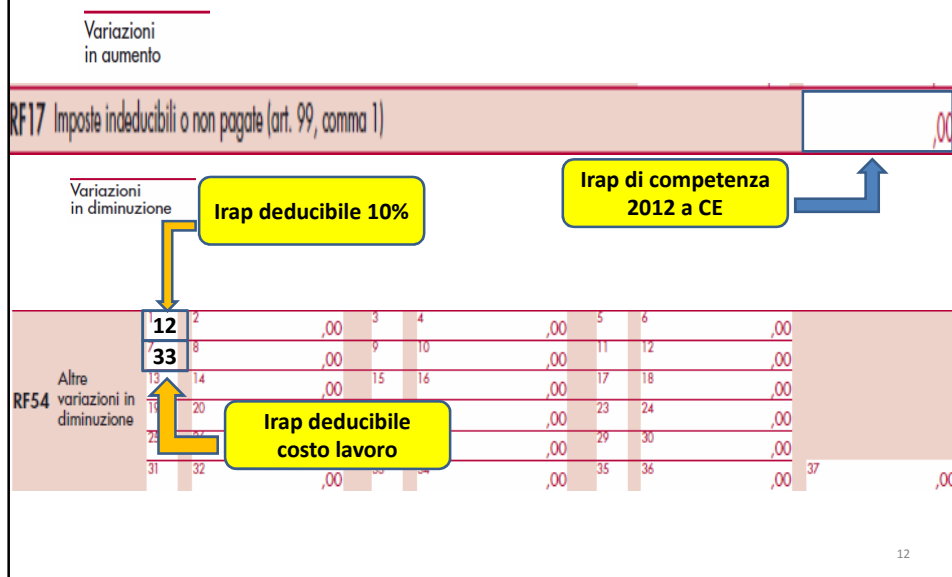 Variazioni
in aumento
RF17 Imposte indeducibili o non pagate (art. 99, comma 1) ,00
Variazioni
in diminuzione
Irap deducibile 10%
Irap di competenza
2012 a CE
1 12 2 ,00 3 4 ,00 5 6 ,00
7 33 8 ,00 9 10 ,00 11 12 ,00
Altre
RF54 variazioni in
diminuzione
13 14 ,00 15 16 ,00 17 18 ,00
19 20 ,00 23 24 ,00
Irap deducibile
costo lavoro
,00 29 30 ,00
31 32 ,00 35 36 ,00 37 ,00
12